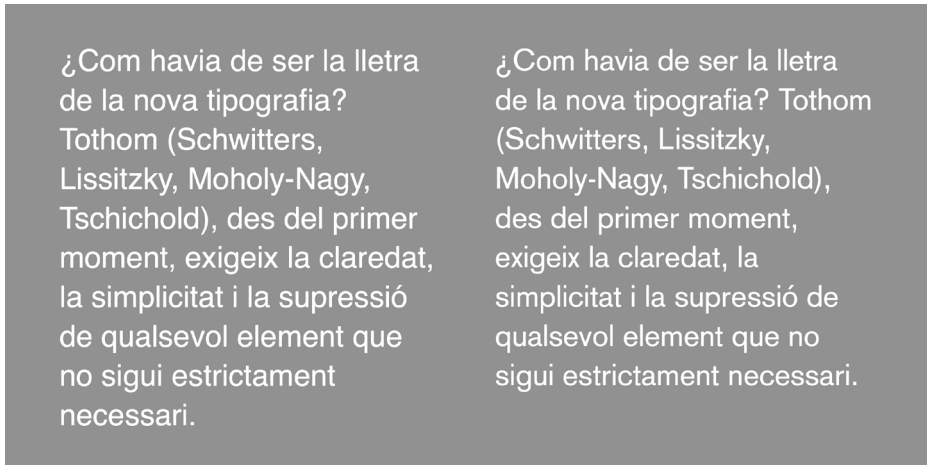 ¿Com havia de ser la lletra
de la nova tipografia?
Tothom (Schwitters,
Lissitzky, Moholy-Nagy,
Tschichold), des del primer
moment, exigeix la claredat,
la simplicitat i la supressió
de qualsevol element que
no sigui estrictament
necessari.
¿Com havia de ser la lletra
de la nova tipografia? Tothom
(Schwitters, Lissitzky,
Moholy-Nagy, Tschichold),
des del primer moment,
exigeix la claredat, la
simplicitat i la supressió de
qualsevol element que no
sigui estrictament necessari.